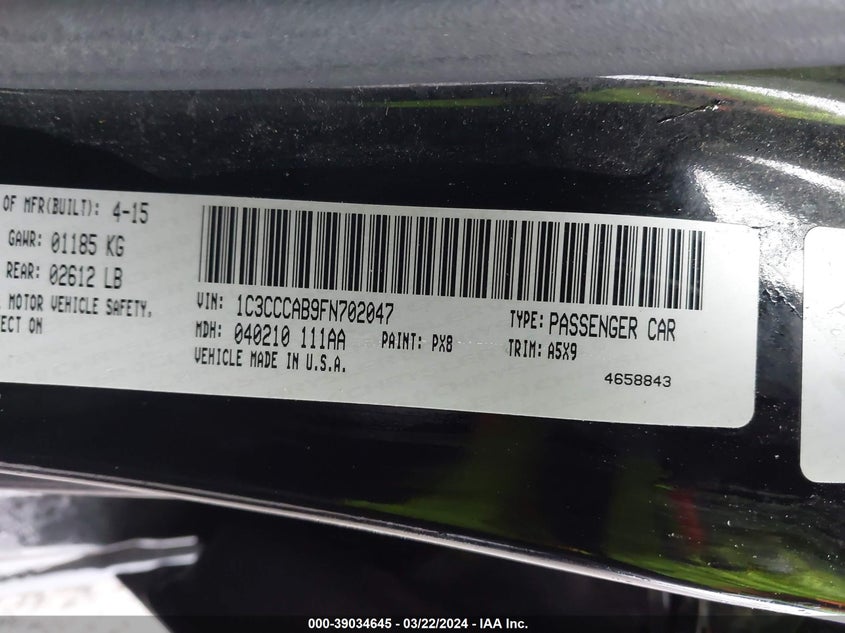 OF MFR(BUILT): 4-15
GAWR: 01185 KG
REAR: 02612 LB
MOTOR VEHICLE SAFETY,
ECT ON
VIN: 1C3CCCAB9FN702047
TYPE: PASSENGER CAR
MDH: 040210 111AA PAINT: PX8 TRIM: A5X9
VEHICLE MADE IN U.S.A.
4658843
000-39034645 - 03/22/2024 - IAA Inc.